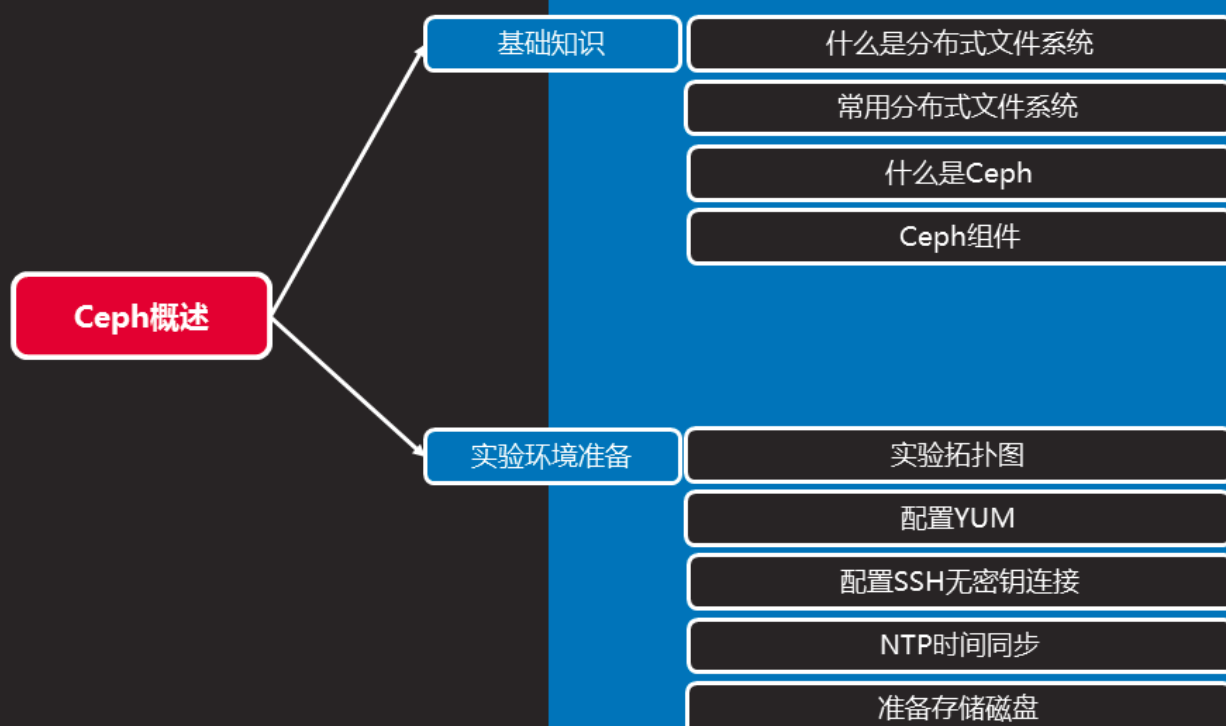 Ceph概述
基础知识
什么是分布式文件系统
常用分布式文件系统
什么是Ceph
Ceph组件
实验环境准备
实验拓扑图
配置YUM
配置SSH无密钥连接
NTP时间同步
准备存储磁盘